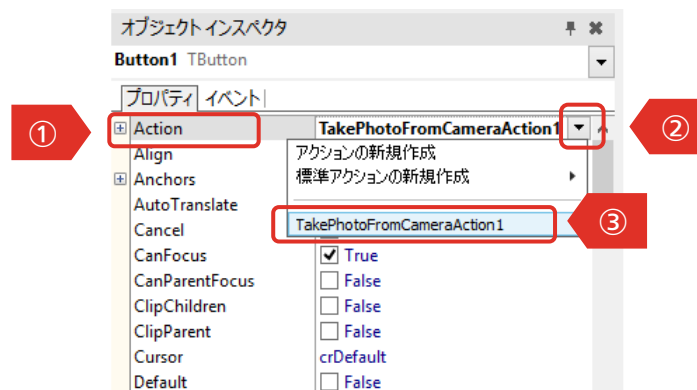 オブジェクト インスペクタ
Button1 TButton
プロパティ イベント
① Action TakePhotoFromCameraAction1 ②
Align アクションの新規作成
Anchors 標準アクションの新規作成
AutoTranslate
Cancel TakePhotoFromCameraAction1 ③
CanFocus True
CanParentFocus False
ClipChildren False
ClipParent False
Cursor crDefault
Default False